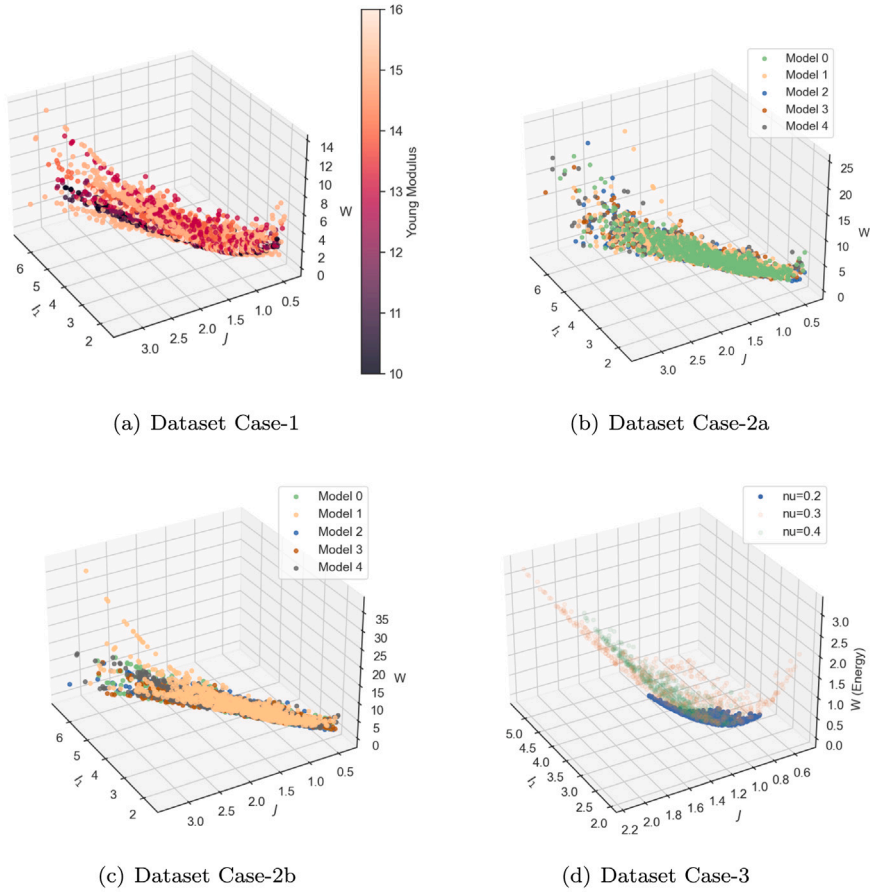 16
15
14
13
12
11
10
Young Modulus
14
12
10
8
6
4
2
0
W
6
5
4
3
2
I₁
3.0
2.5
2.0
1.5
1.0
0.5
J
(a) Dataset Case-1
Model 0
Model 1
Model 2
Model 3
Model 4
25
20
15
10
5
0
W
6
5
4
3
2
I₁
3.0
2.5
2.0
1.5
1.0
0.5
J
(b) Dataset Case-2a
Model 0
Model 1
Model 2
Model 3
Model 4
35
30
25
20
15
10
5
0
W
6
5
4
3
2
I₁
3.0
2.5
2.0
1.5
1.0
0.5
J
(c) Dataset Case-2b
nu=0.2
nu=0.3
nu=0.4
3.0
2.5
2.0
1.5
1.0
0.5
0.0
W (Energy)
5.0
4.5
4.0
3.5
3.0
2.5
2.0
I₁
2.2
2.0
1.8
1.6
1.4
1.2
1.0
0.8
0.6
J
(d) Dataset Case-3